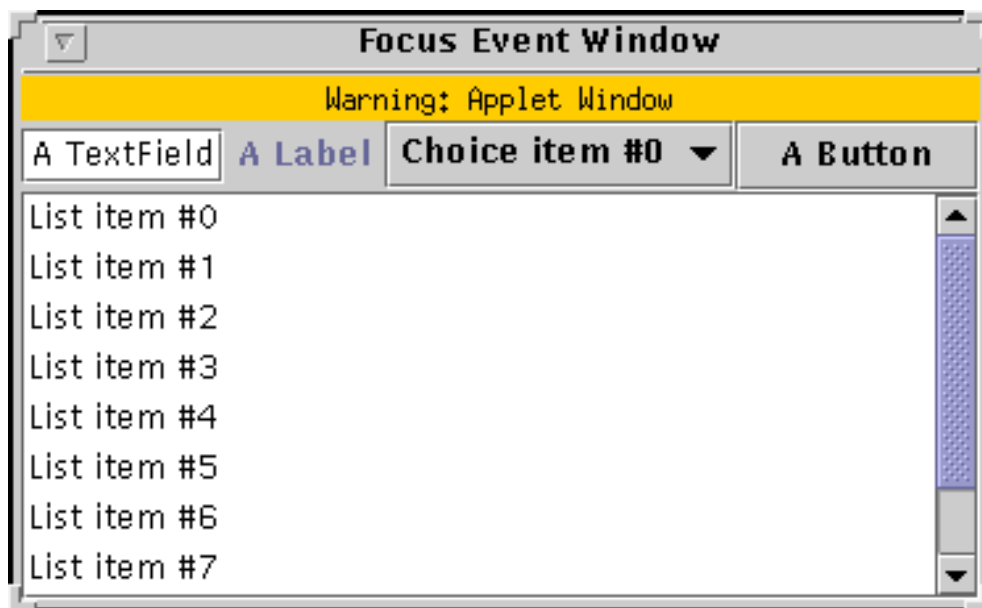 Focus Event Window
Warning: Applet Window
A TextField A Label Choice item #0 A Button
List item #0
List item #1
List item #2
List item #3
List item #4
List item #5
List item #6
List item #7